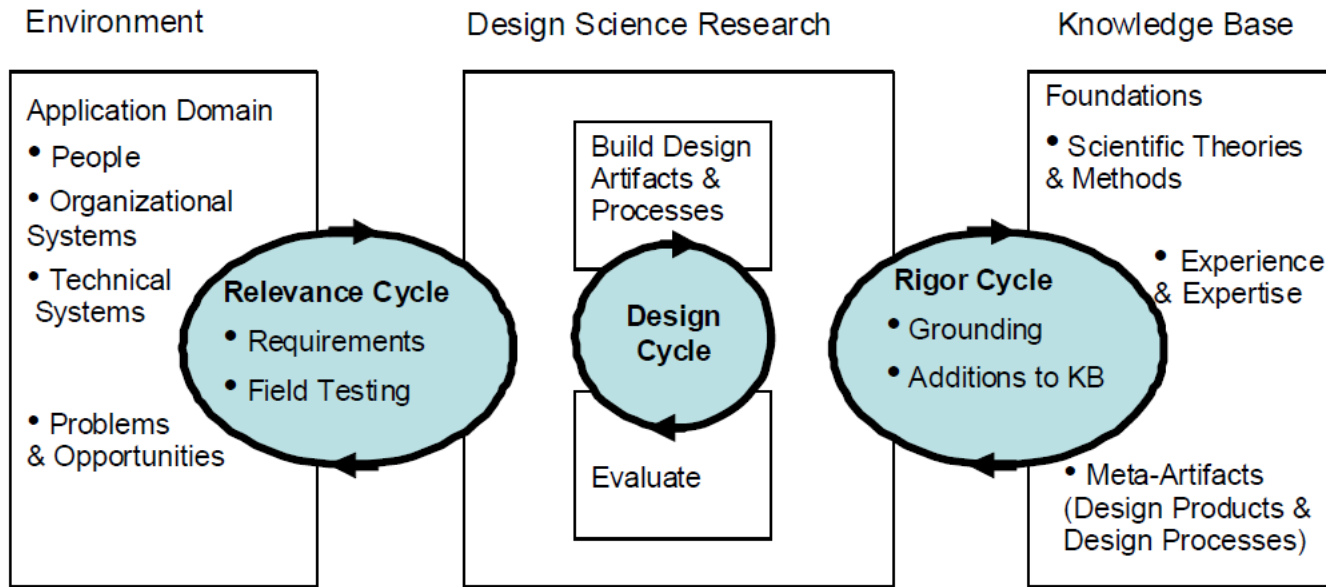 Environment
Design Science Research
Knowledge Base
Application Domain
• People
• Organizational
Systems
• Technical
Systems
• Problems
& Opportunities
Relevance Cycle
• Requirements
• Field Testing
Build Design
Artifacts &
Processes
Design
Cycle
Evaluate
Rigor Cycle
• Grounding
• Additions to KB
Foundations
• Scientific Theories
& Methods
• Experience
& Expertise
• Meta-Artifacts
(Design Products &
Design Processes)